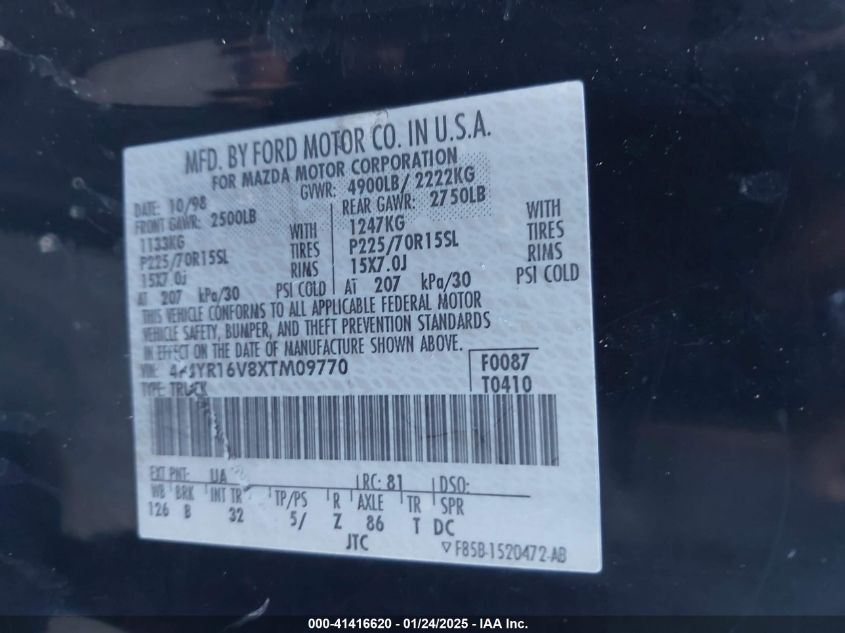 MFD. BY FORD MOTOR CO. IN U.S.A.
FOR MAZDA MOTOR CORPORATION
DATE: 10/98 GVWR: 4900LB/ 2222KG
FRONT GAWR: 2500LB REAR GAWR: 2750LB
1133KG WITH 1247KG WITH
P225/70R15SL TIRES P225/70R15SL TIRES
15X7.0J RIMS 15X7.0J RIMS
AT 207 kPa/30 PSI COLD AT 207 kPa/30 PSI COLD
THIS VEHICLE CONFORMS TO ALL APPLICABLE FEDERAL MOTOR
VEHICLE SAFETY, BUMPER, AND THEFT PREVENTION STANDARDS
IN EFFECT ON THE DATE OF MANUFACTURE SHOWN ABOVE.
VIN: F0087
TYPE: TRUCK T0410
EXT PNT: UA RC: 81 DSO:
WB BRK INT TR TP/PS R AXLE TR SPR
126 B 32 5/ Z 86 T DC
JTC ▽ F85B-1520472-AB
000-41416620 - 01/24/2025 - IAA Inc.